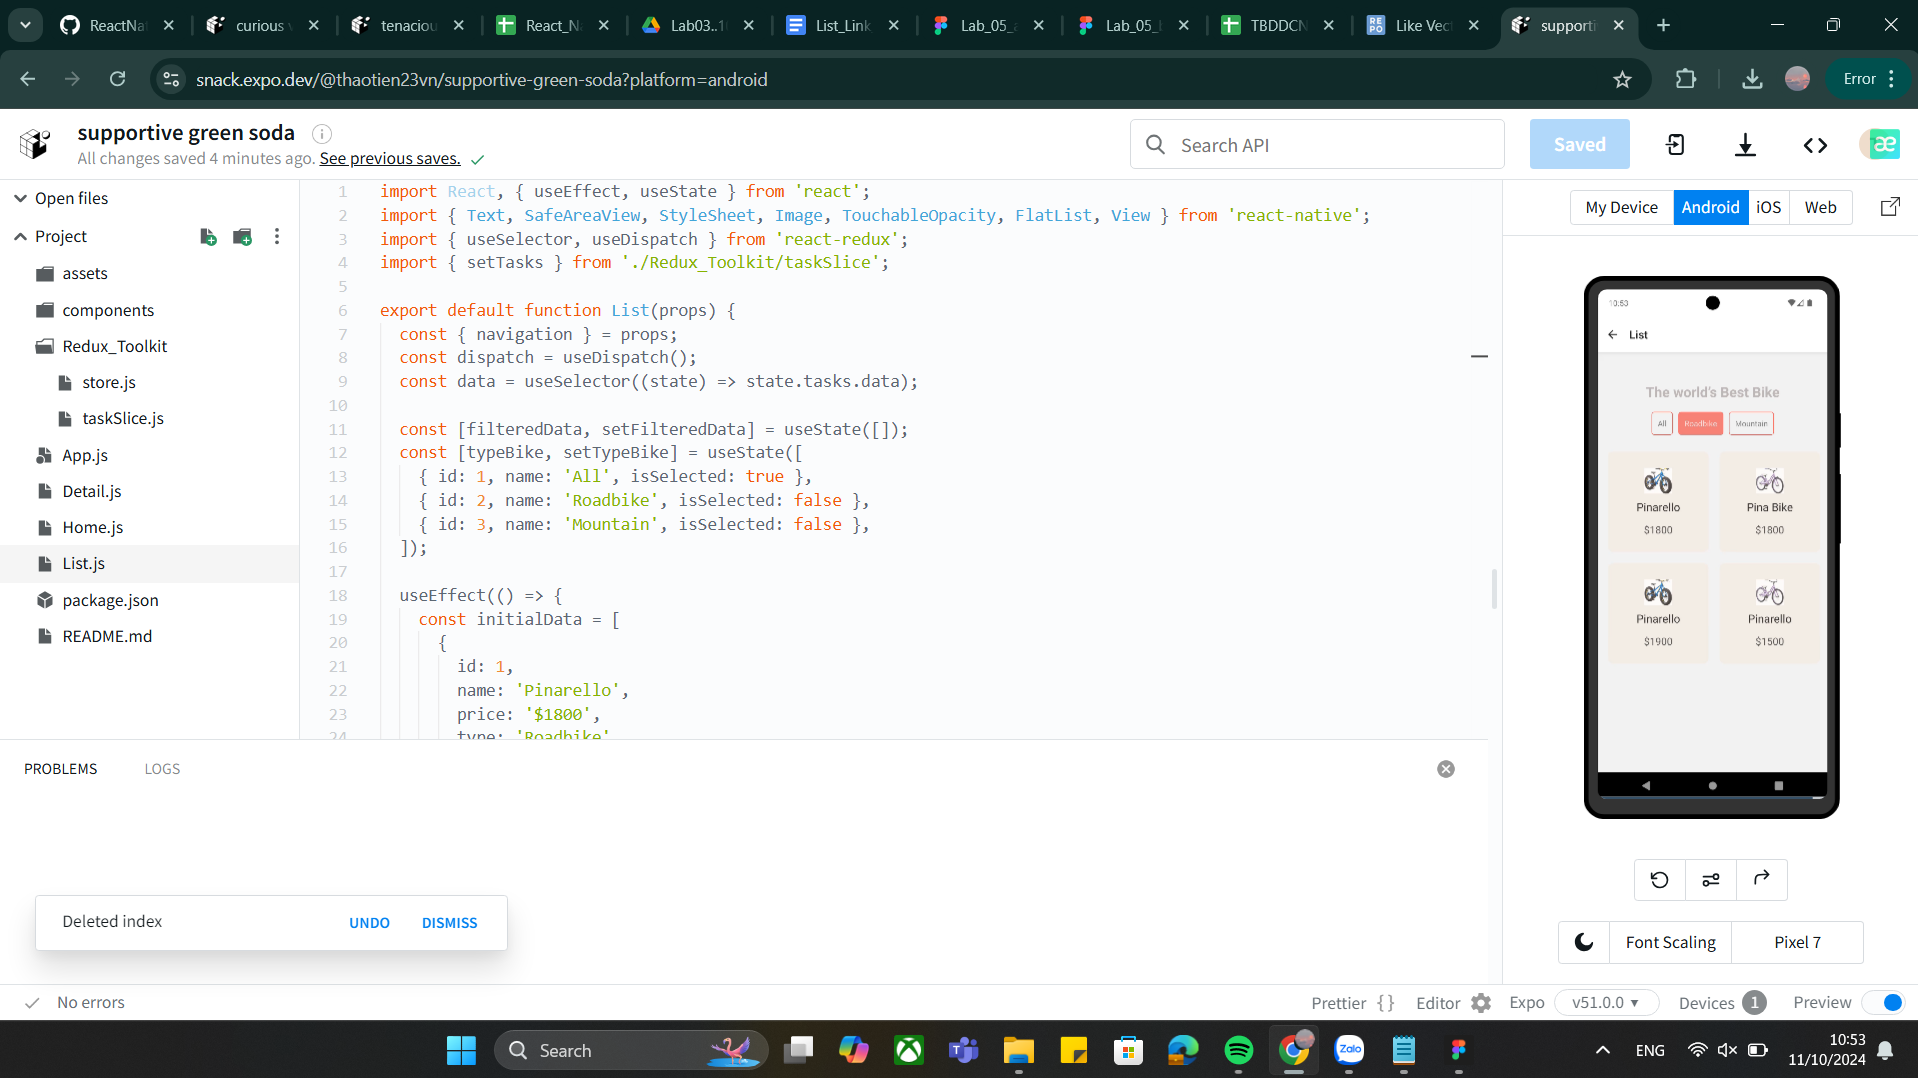 ReactNa
curious v
tenaciou
React_Na
Lab03..1
List_Link
Lab_05_a
Lab_05_b
TBDDCN
Like Vect
supporti
snack.expo.dev/@thaotien23vn/supportive-green-soda?platform=android
Error
supportive green soda
All changes saved 4 minutes ago. See previous saves.
Search API
Saved
Open files
Project
assets
components
Redux_Toolkit
store.js
taskSlice.js
App.js
Detail.js
Home.js
List.js
package.json
README.md
1 import React, { useEffect, useState } from 'react';
2 import { Text, SafeAreaView, StyleSheet, Image, TouchableOpacity, FlatList, View } from 'react-native';
3 import { useSelector, useDispatch } from 'react-redux';
4 import { setTasks } from './Redux_Toolkit/taskSlice';
5
6 export default function List(props) {
7 const { navigation } = props;
8 const dispatch = useDispatch();
9 const data = useSelector((state) => state.tasks.data);
10
11 const [filteredData, setFilteredData] = useState([]);
12 const [typeBike, setTypeBike] = useState([
13 { id: 1, name: 'All', isSelected: true },
14 { id: 2, name: 'Roadbike', isSelected: false },
15 { id: 3, name: 'Mountain', isSelected: false },
16 ]);
17
18 useEffect(() => {
19 const initialData = [
20 {
21 id: 1,
22 name: 'Pinarello',
23 price: '$1800',
24 type: 'Roadbike'
My Device
Android
iOS
Web
10:53
List
The world's Best Bike
All
Roadbike
Mountain
Pinarello
$1800
Pina Bike
$1800
Pinarello
$1900
Pinarello
$1500
Font Scaling
Pixel 7
PROBLEMS
LOGS
Deleted index
UNDO
DISMISS
No errors
Prettier { }
Editor
Expo
v51.0.0
Devices 1
Preview
Search
Zalo
ENG
10:53
11/10/2024